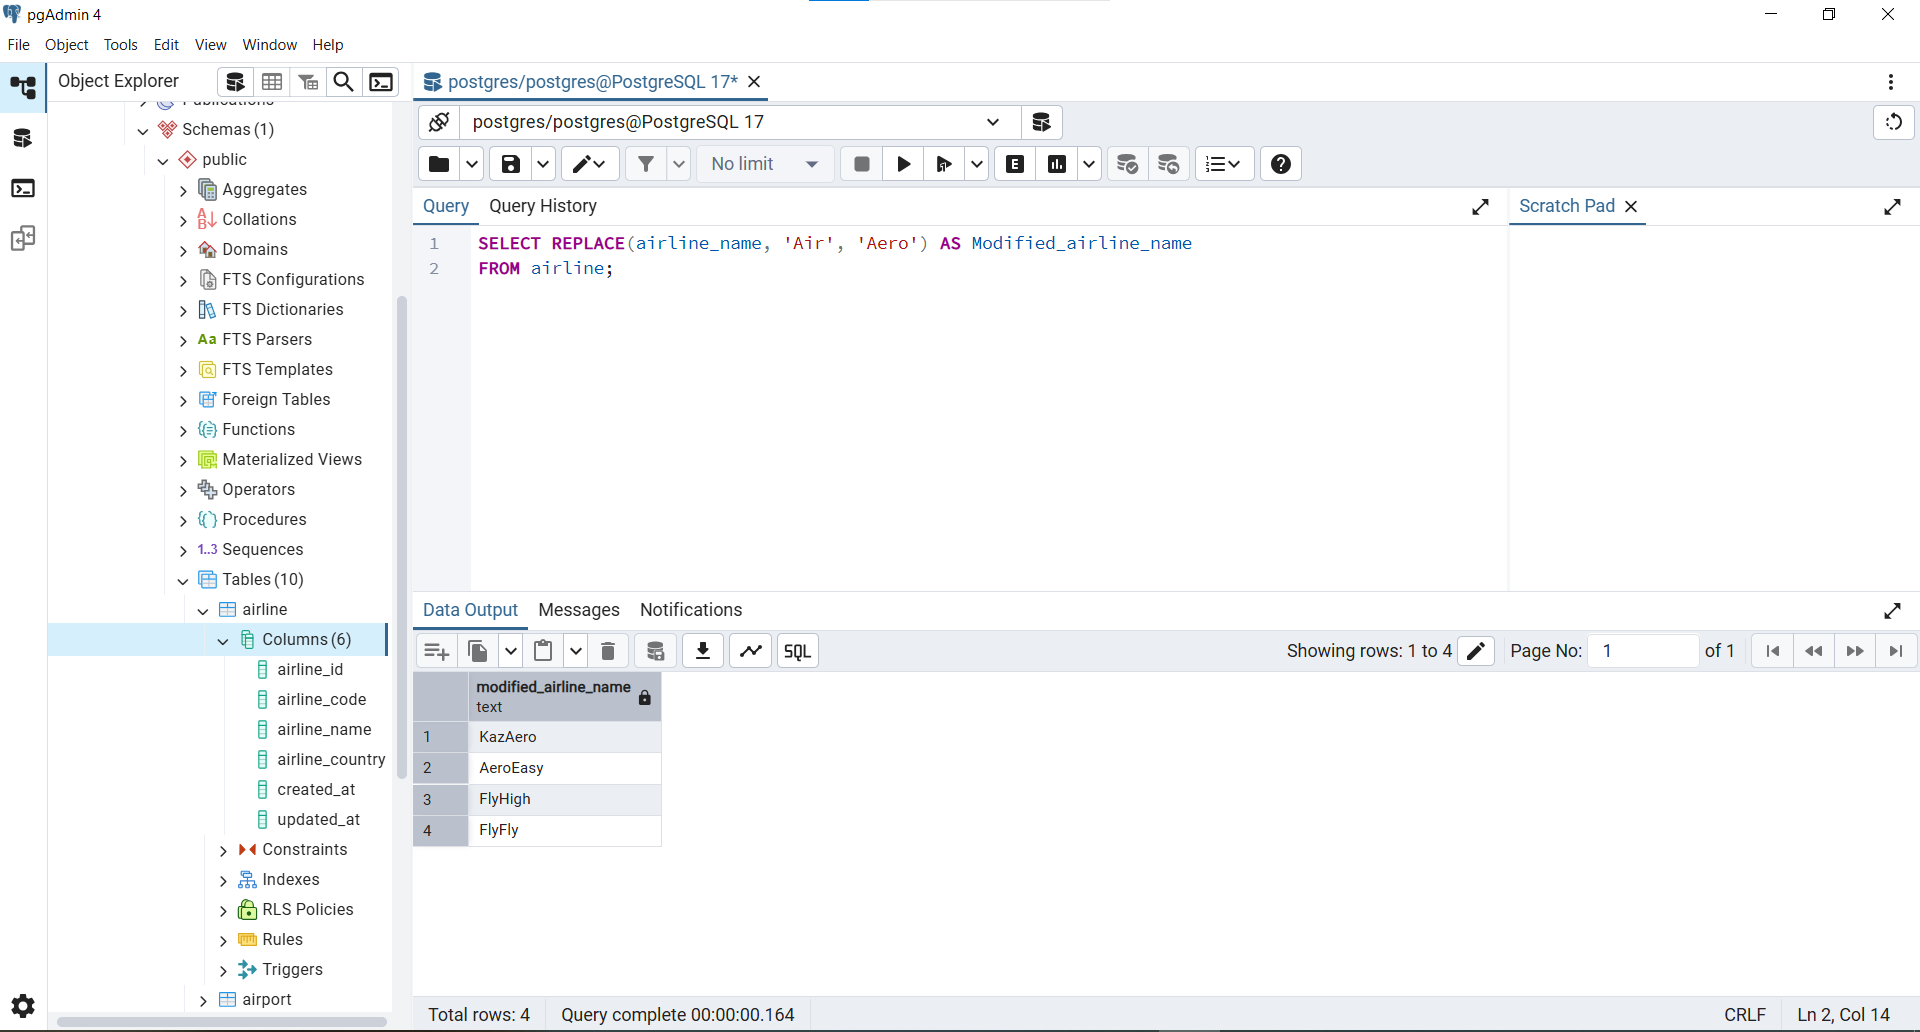 pgAdmin 4
File Object Tools Edit View Window Help
Object Explorer
postgres/postgres@PostgreSQL 17*
postgres/postgres@PostgreSQL 17
No limit
E
Query Query History
Scratch Pad
1 SELECT REPLACE(airline_name, 'Air', 'Aero') AS Modified_airline_name
2 FROM airline;
Publications
Schemas (1)
public
Aggregates
Collations
Domains
FTS Configurations
FTS Dictionaries
Aa FTS Parsers
FTS Templates
Foreign Tables
Functions
Materialized Views
Operators
Procedures
1..3 Sequences
Tables (10)
airline
Columns (6)
airline_id
airline_code
airline_name
airline_country
created_at
updated_at
Constraints
Indexes
RLS Policies
Rules
Triggers
airport
Data Output Messages Notifications
SQL
Showing rows: 1 to 4
Page No: 1 of 1
modified_airline_name
text
1 KazAero
2 AeroEasy
3 FlyHigh
4 FlyFly
Total rows: 4
Query complete 00:00:00.164
CRLF
Ln 2, Col 14